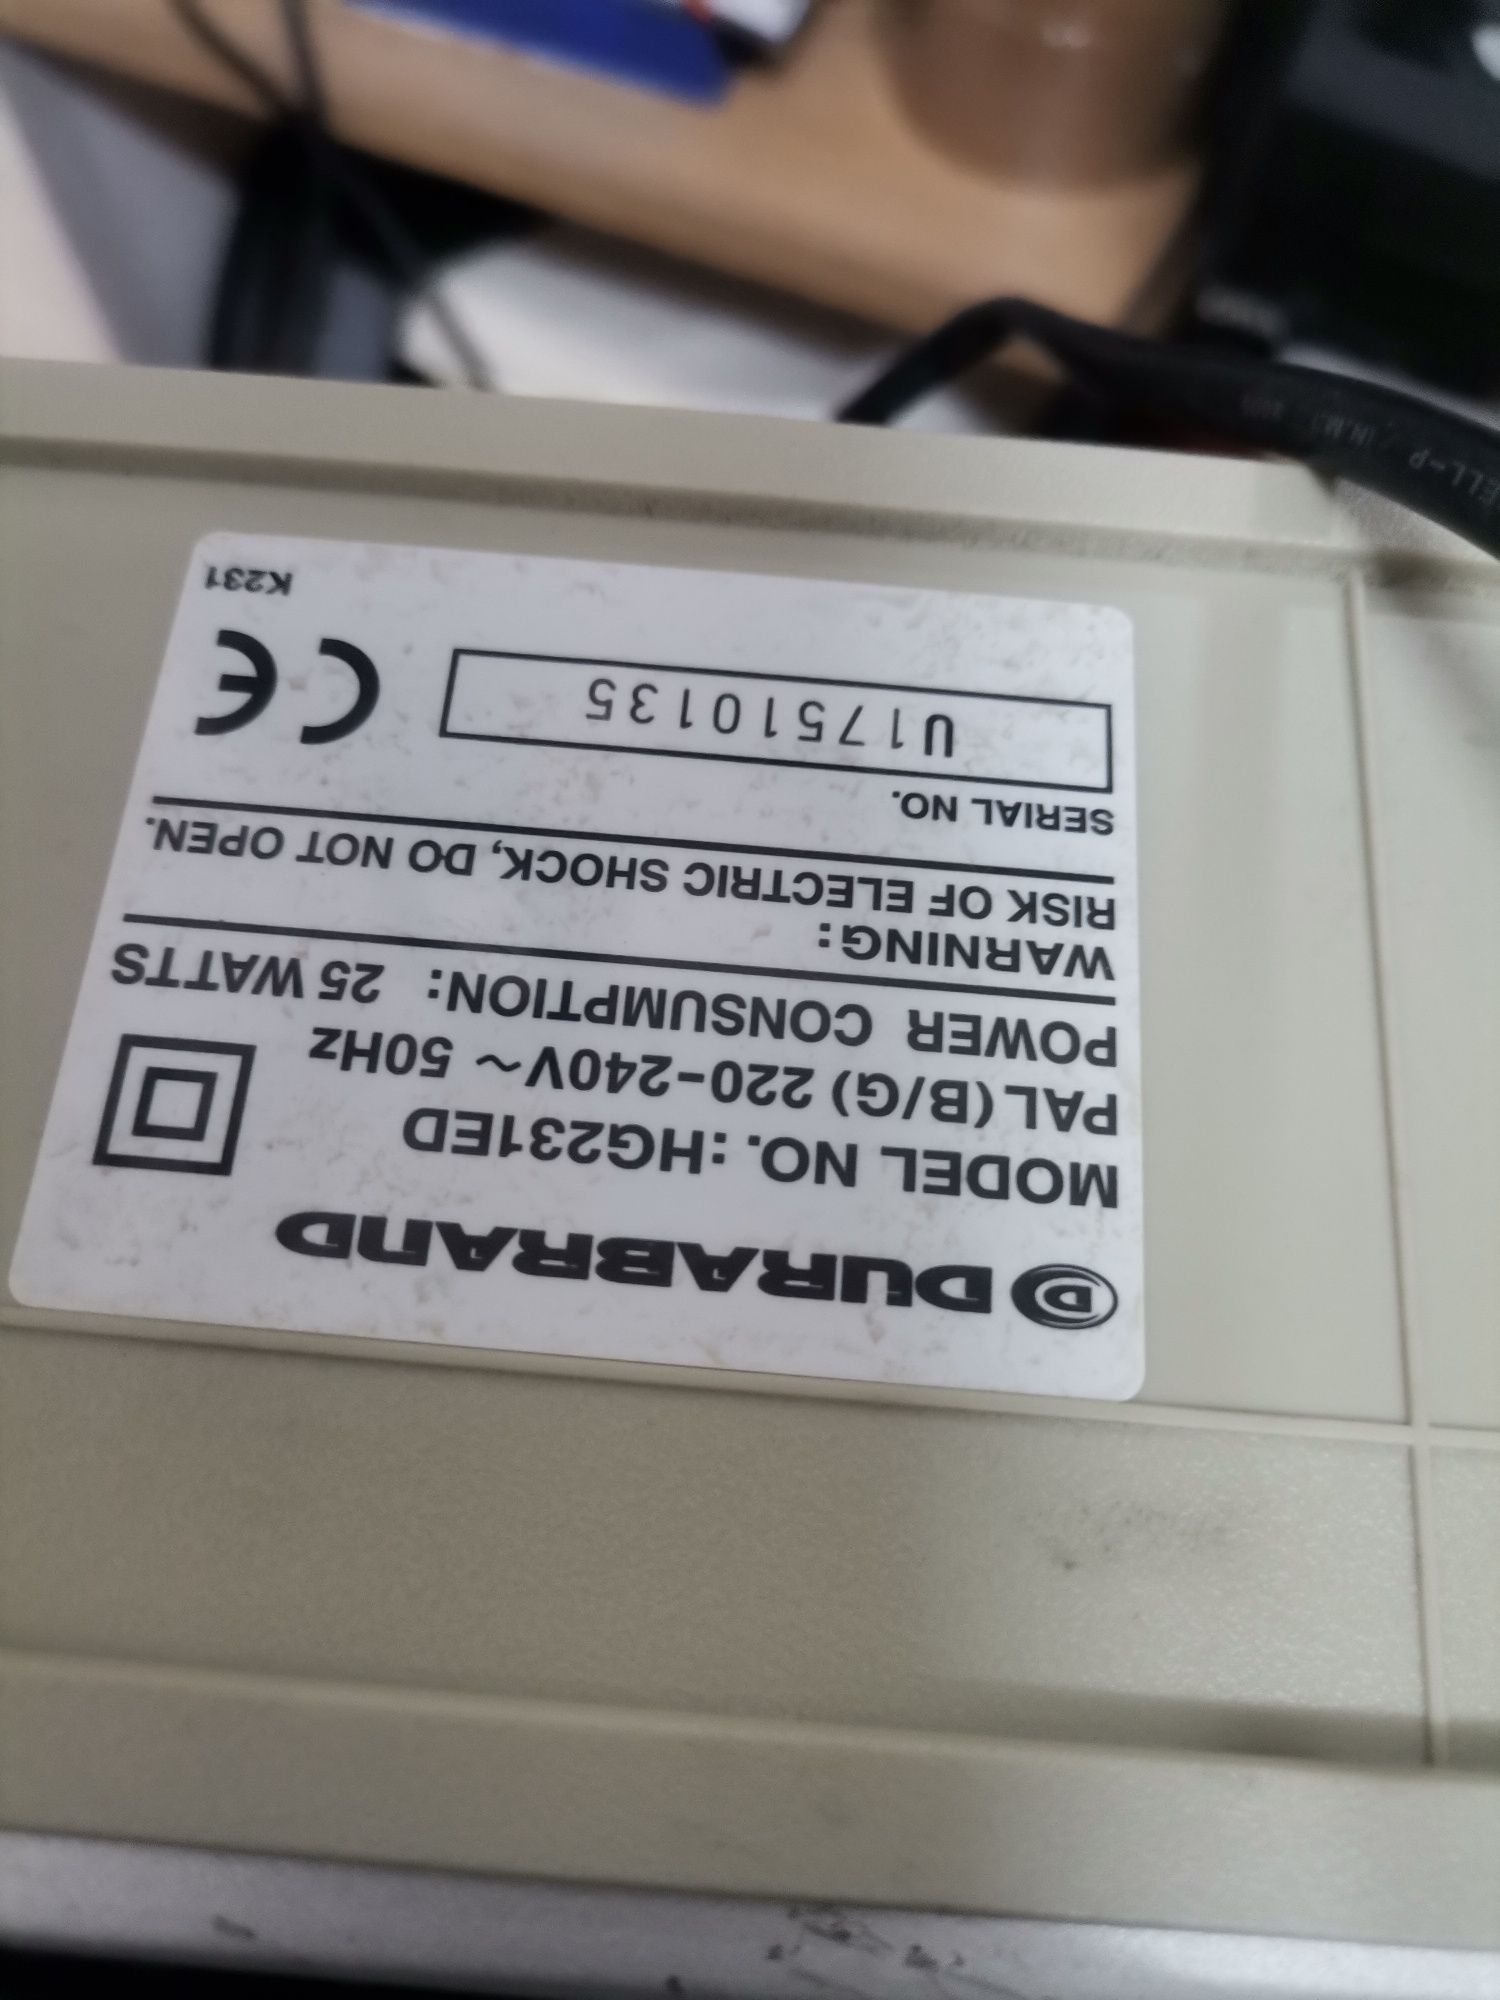 D DURABRAND
MODEL NO. :HG231ED
PAL (B/G) 220-240V~ 50Hz
POWER CONSUMPTION: 25 WATTS
WARNING:
RISK OF ELECTRIC SHOCK, DO NOT OPEN.
SERIAL NO.
U17510135
CE
K231